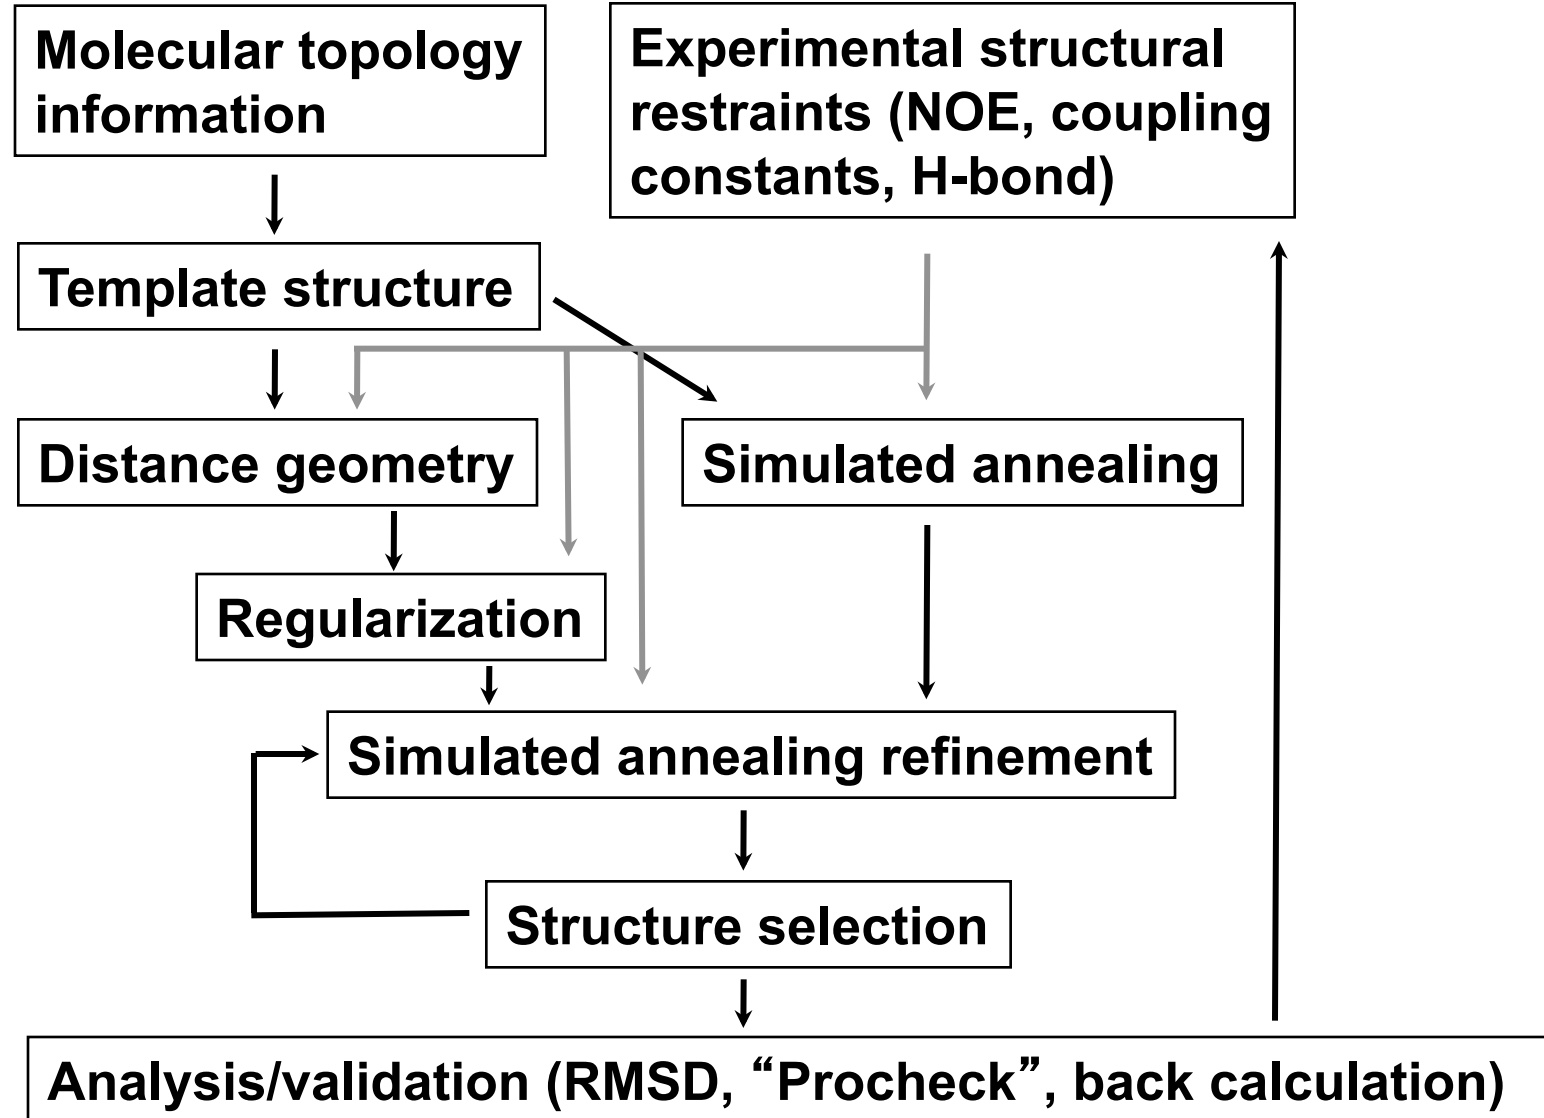 Molecular topology
information
Experimental structural
restraints (NOE, coupling
constants, H-bond)
Template structure
Distance geometry
Simulated annealing
Regularization
Simulated annealing refinement
Structure selection
Analysis/validation (RMSD, “Procheck”, back calculation)